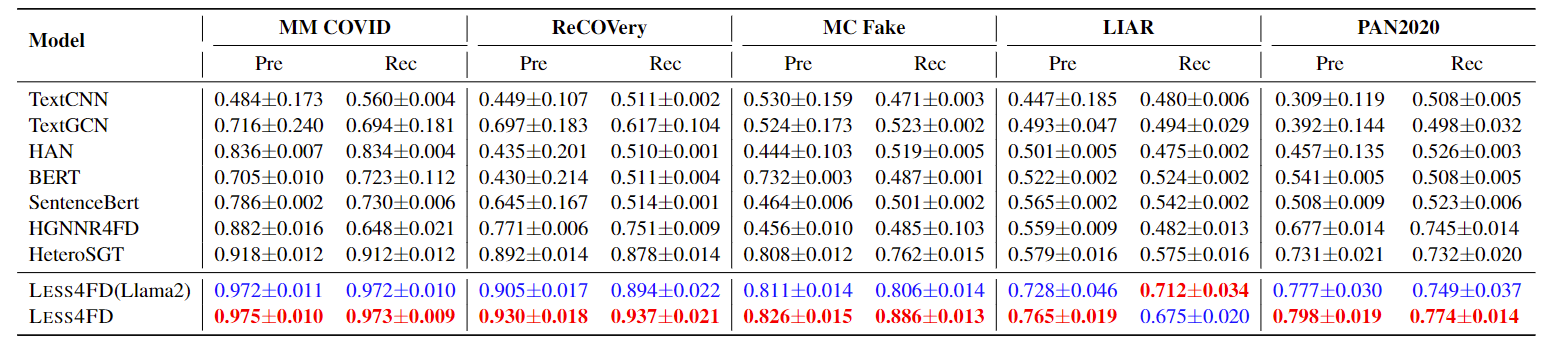 Model MM COVID ReCOVery MC Fake LIAR PAN2020
Pre Rec Pre Rec Pre Rec Pre Rec Pre Rec
TextCNN 0.484±0.173 0.560±0.004 0.449±0.107 0.511±0.002 0.530±0.159 0.471±0.003 0.447±0.185 0.480±0.006 0.309±0.119 0.508±0.005
TextGCN 0.716±0.240 0.694±0.181 0.697±0.183 0.617±0.104 0.524±0.173 0.523±0.002 0.493±0.047 0.494±0.029 0.392±0.144 0.498±0.032
HAN 0.836±0.007 0.834±0.004 0.435±0.201 0.510±0.001 0.444±0.103 0.519±0.005 0.501±0.005 0.475±0.002 0.457±0.135 0.526±0.003
BERT 0.705±0.010 0.723±0.112 0.430±0.214 0.511±0.004 0.732±0.003 0.487±0.001 0.522±0.002 0.524±0.002 0.541±0.005 0.508±0.005
SentenceBert 0.786±0.002 0.730±0.006 0.645±0.167 0.514±0.001 0.464±0.006 0.501±0.002 0.565±0.002 0.542±0.002 0.508±0.009 0.523±0.006
HGNNR4FD 0.882±0.016 0.648±0.021 0.771±0.006 0.751±0.009 0.456±0.010 0.485±0.103 0.559±0.009 0.482±0.013 0.677±0.014 0.745±0.014
HeteroSGT 0.918±0.012 0.912±0.012 0.892±0.014 0.878±0.014 0.808±0.012 0.762±0.015 0.579±0.016 0.575±0.016 0.731±0.021 0.732±0.020
LESS4FD(Llama2) 0.972±0.011 0.972±0.010 0.905±0.017 0.894±0.022 0.811±0.014 0.806±0.014 0.728±0.046 0.712±0.034 0.777±0.030 0.749±0.037
LESS4FD 0.975±0.010 0.973±0.009 0.930±0.018 0.937±0.021 0.826±0.015 0.886±0.013 0.765±0.019 0.675±0.020 0.798±0.019 0.774±0.014